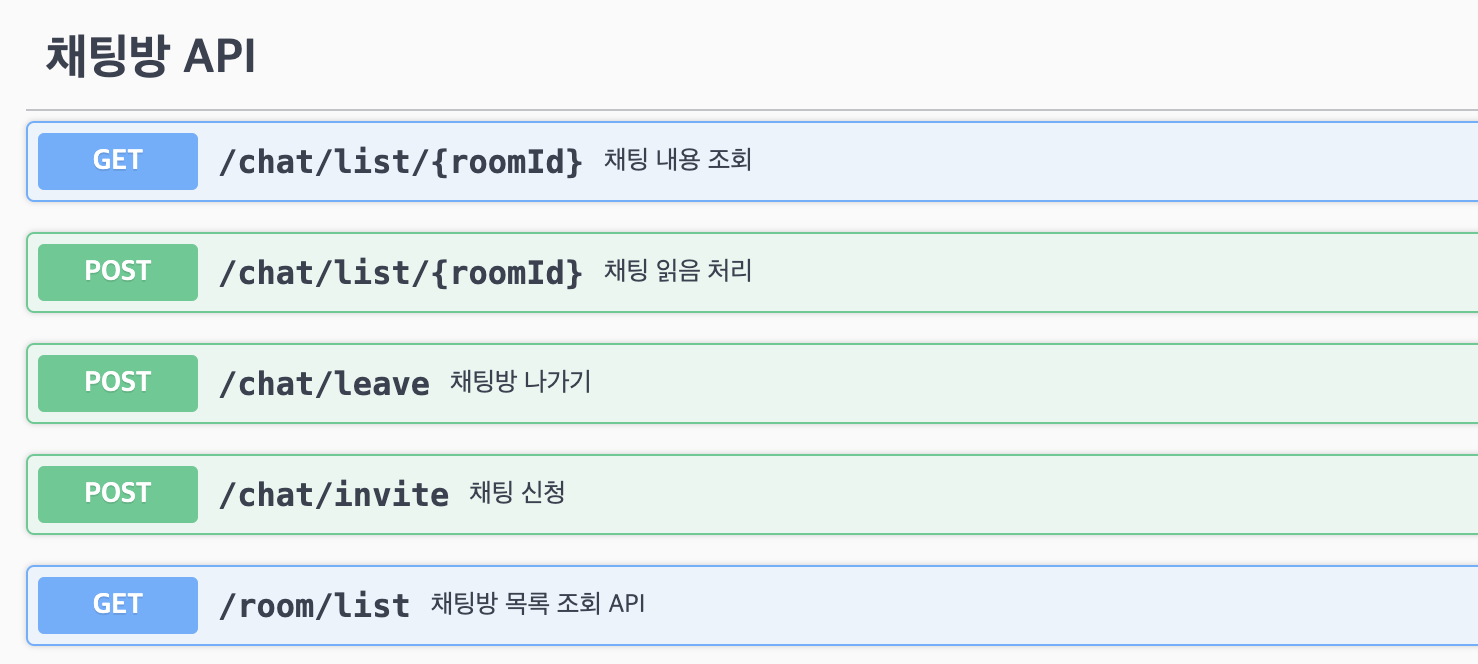 채팅방 API
GET /chat/list/{roomId} 채팅 내용 조회
POST /chat/list/{roomId} 채팅 읽음 처리
POST /chat/leave 채팅방 나가기
POST /chat/invite 채팅 신청
GET /room/list 채팅방 목록 조회 API